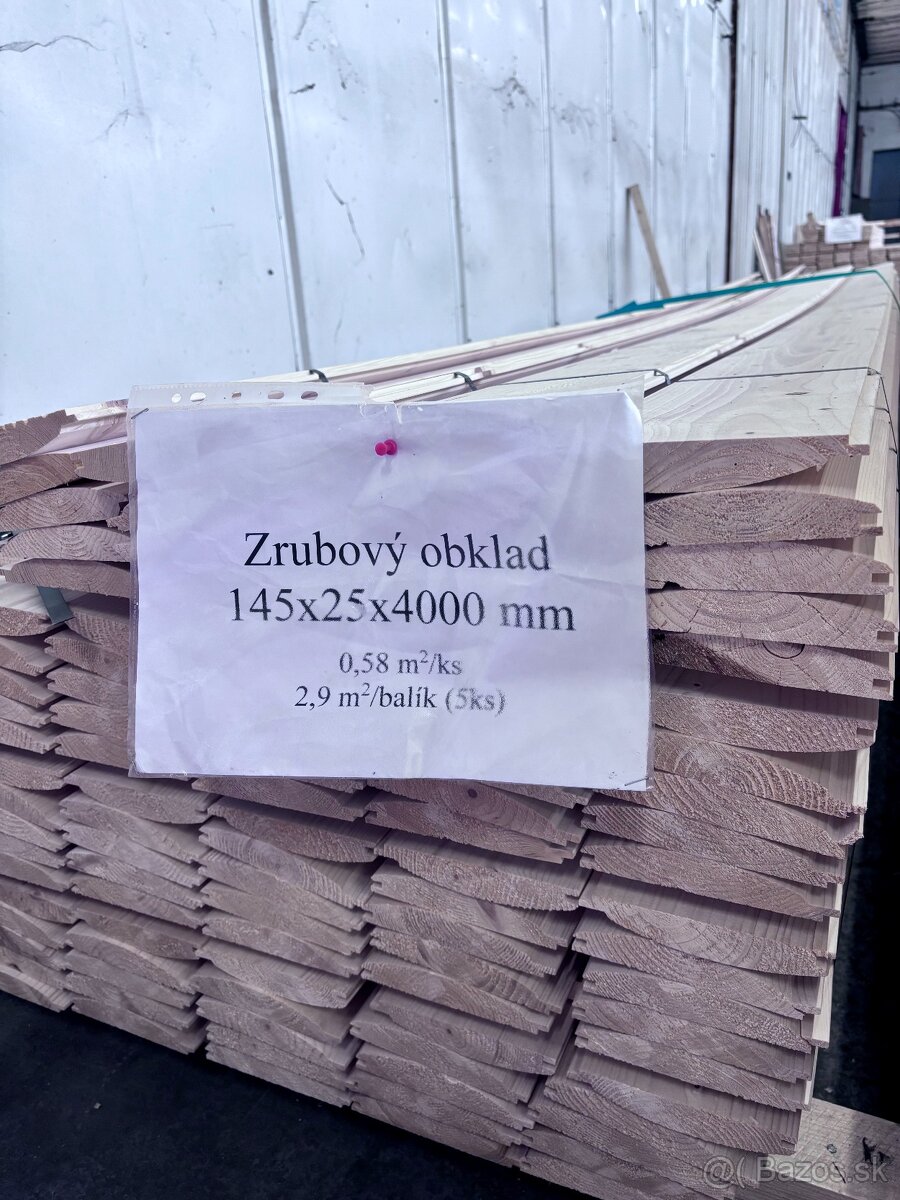 Zrubový obklad
145x25x4000 mm
0,58 m²/ks
2,9 m²/balík (5ks)
@( Bazos.sk